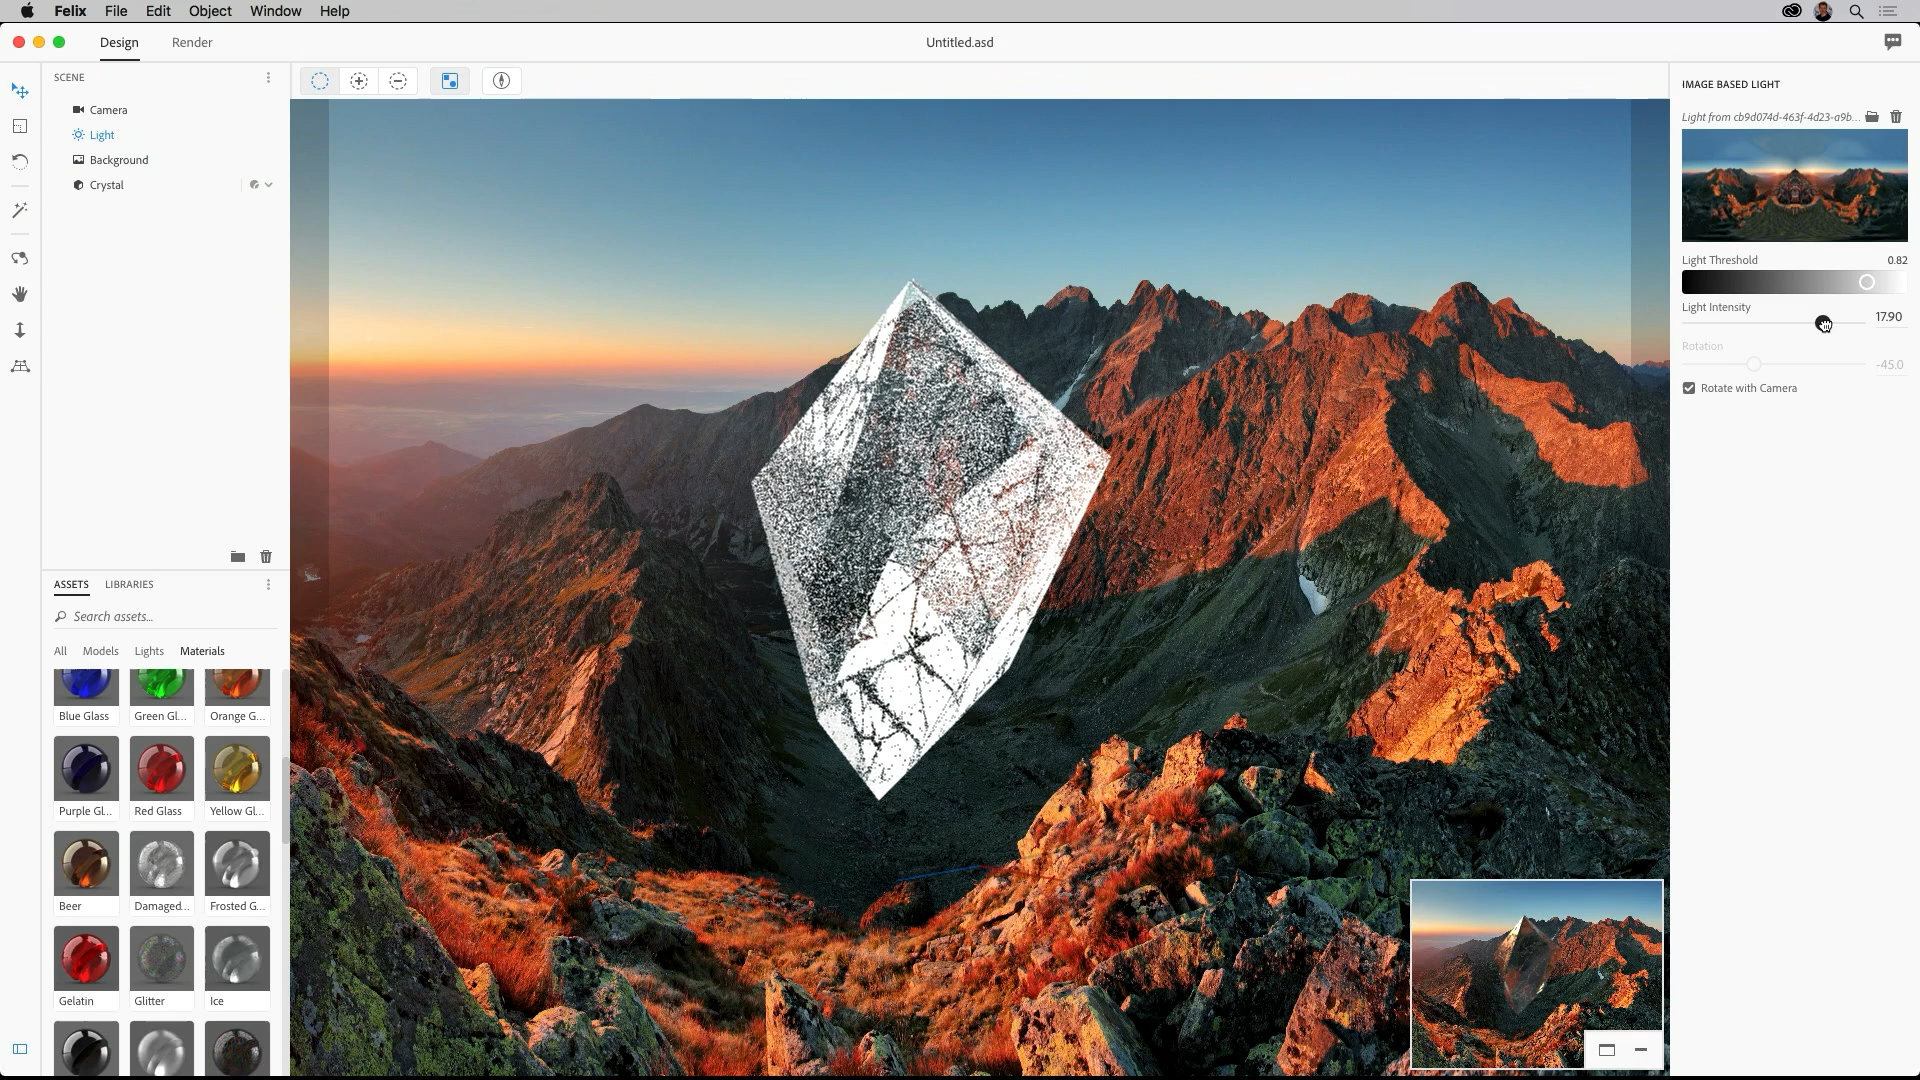 Felix File Edit Object Window Help
Design Render Untitled.asd
SCENE
Camera
Light
Background
Crystal
ASSETS LIBRARIES
Search assets...
All Models Lights Materials
Blue Glass Green Gl... Orange G...
Purple Gl... Red Glass Yellow Gl...
Beer Damaged... Frosted G...
Gelatin Glitter Ice
IMAGE BASED LIGHT
Light from cb9d074d-463f-4d23-a9b...
Light Threshold 0.82
Light Intensity
17.90
Rotation
-45.0
Rotate with Camera